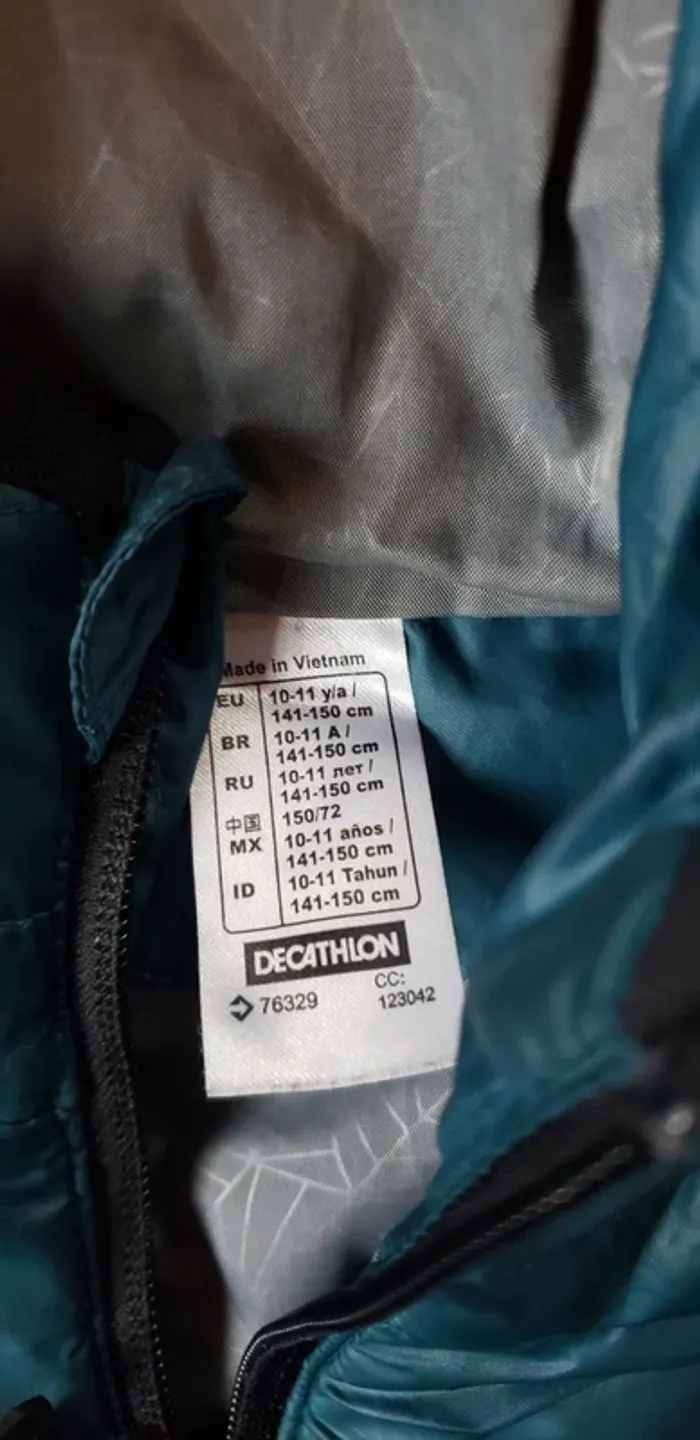 Made in Vietnam
EU 10-11 y/a /
141-150 cm
BR 10-11 A /
141-150 cm
RU 10-11 лет /
141-150 cm
中国 150/72
MX 10-11 años /
141-150 cm
ID 10-11 Tahun /
141-150 cm
DECATHLON
76329 CC:
123042